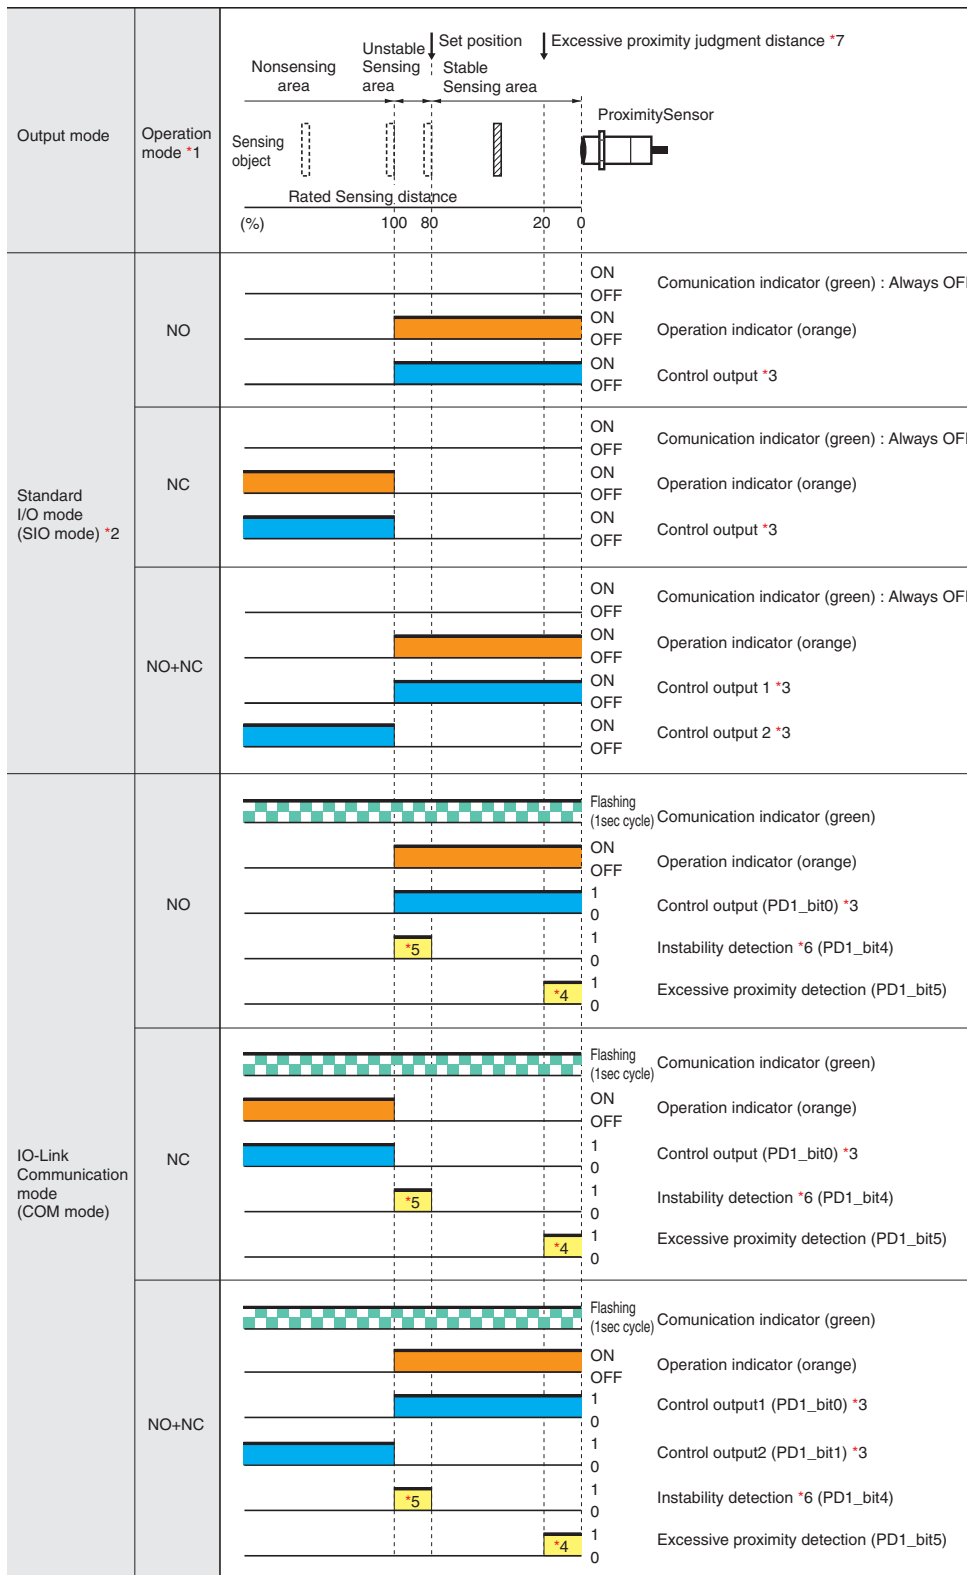 Output mode
Operation
mode *1
Nonsensing
area
Unstable
Sensing
area
Set position
Stable
Sensing area
Excessive proximity judgment distance *7
ProximitySensor
Sensing
object
Rated Sensing distance
(%) 100 80 20 0
Standard
I/O mode
(SIO mode) *2
NO
ON
OFF
Comunication indicator (green) : Always OF
ON
OFF
Operation indicator (orange)
ON
OFF
Control output *3
NC
ON
OFF
Comunication indicator (green) : Always OF
ON
OFF
Operation indicator (orange)
ON
OFF
Control output *3
NO+NC
ON
OFF
Comunication indicator (green) : Always OF
ON
OFF
Operation indicator (orange)
ON
OFF
Control output 1 *3
ON
OFF
Control output 2 *3
IO-Link
Communication
mode
(COM mode)
NO
Flashing
(1sec cycle)
Comunication indicator (green)
ON
OFF
Operation indicator (orange)
1
0
Control output (PD1_bit0) *3
*5
1
0
Instability detection *6 (PD1_bit4)
*4
1
0
Excessive proximity detection (PD1_bit5)
NC
Flashing
(1sec cycle)
Comunication indicator (green)
ON
OFF
Operation indicator (orange)
1
0
Control output (PD1_bit0) *3
*5
1
0
Instability detection *6 (PD1_bit4)
*4
1
0
Excessive proximity detection (PD1_bit5)
NO+NC
Flashing
(1sec cycle)
Comunication indicator (green)
ON
OFF
Operation indicator (orange)
1
0
Control output1 (PD1_bit0) *3
1
0
Control output2 (PD1_bit1) *3
*5
1
0
Instability detection *6 (PD1_bit4)
*4
1
0
Excessive proximity detection (PD1_bit5)